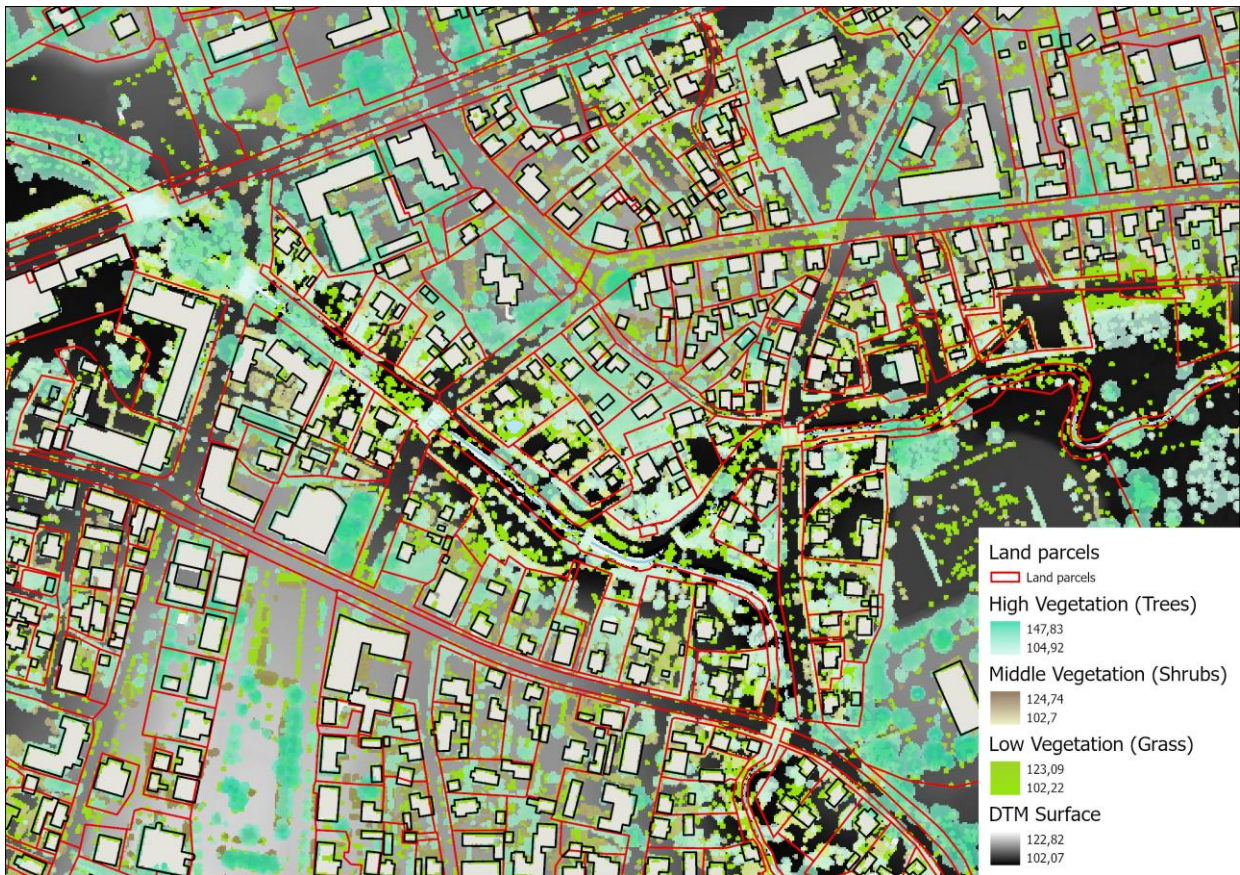 Land parcels
Land parcels
High Vegetation (Trees)
147,83
104,92
Middle Vegetation (Shrubs)
124,74
102,7
Low Vegetation (Grass)
123,09
102,22
DTM Surface
122,82
102,07